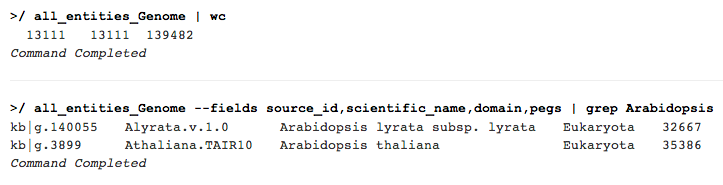 >/ all_entities_Genome | wc
13111 13111 139482
Command Completed
>/ all_entities_Genome --fields source_id,scientific_name,domain,pegs | grep Arabidopsis
kb|g.140055 Alyrata.v.1.0 Arabidopsis lyrata subsp. lyrata Eukaryota 32667
kb|g.3899 Athaliana.TAIR10 Arabidopsis thaliana Eukaryota 35386
Command Completed